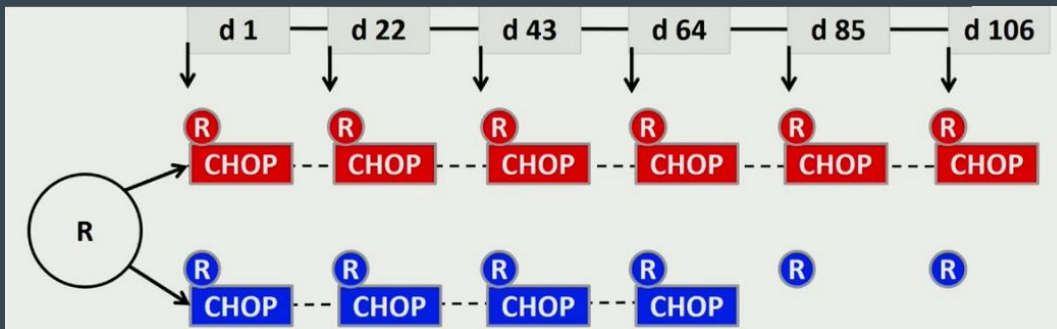 d 1 d 22 d 43 d 64 d 85 d 106
R R R R R R
CHOP CHOP CHOP CHOP CHOP CHOP
R
R R R R R R
CHOP CHOP CHOP CHOP